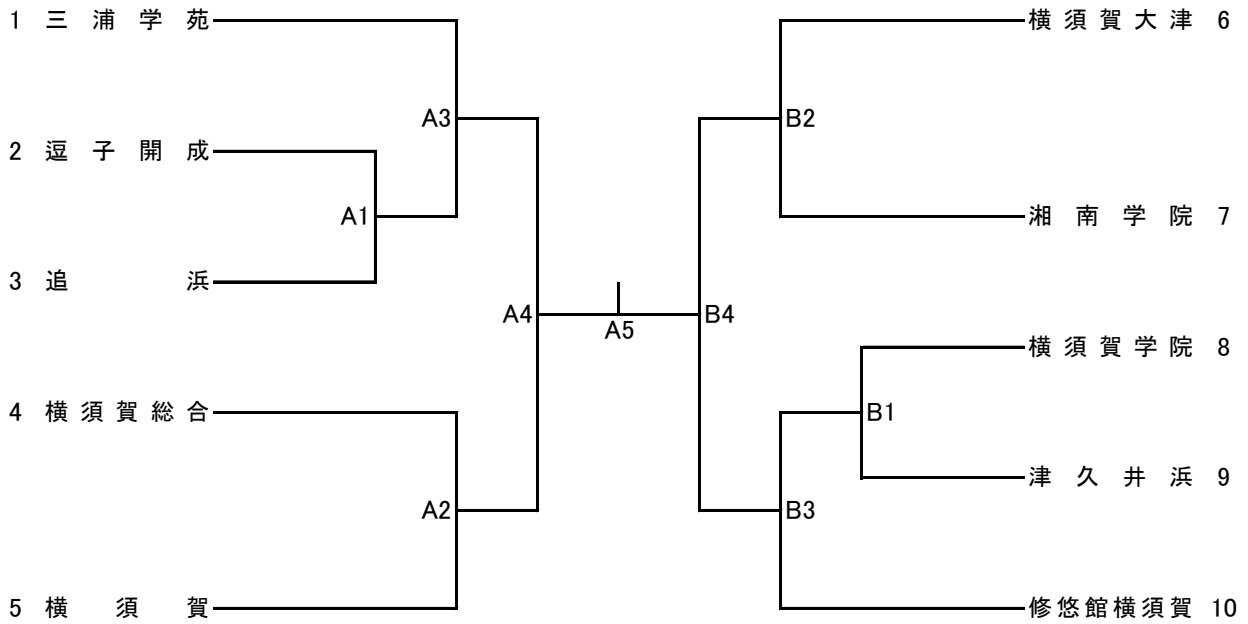 1 三浦学苑
2 逗子開成
3 追浜
4 横須賀総合
5 横須賀
A3
A1
A4
A2
A5
B2
B4
B1
B3
横須賀大津 6
湘南学院 7
横須賀学院 8
津久井浜 9
修悠館横須賀 10